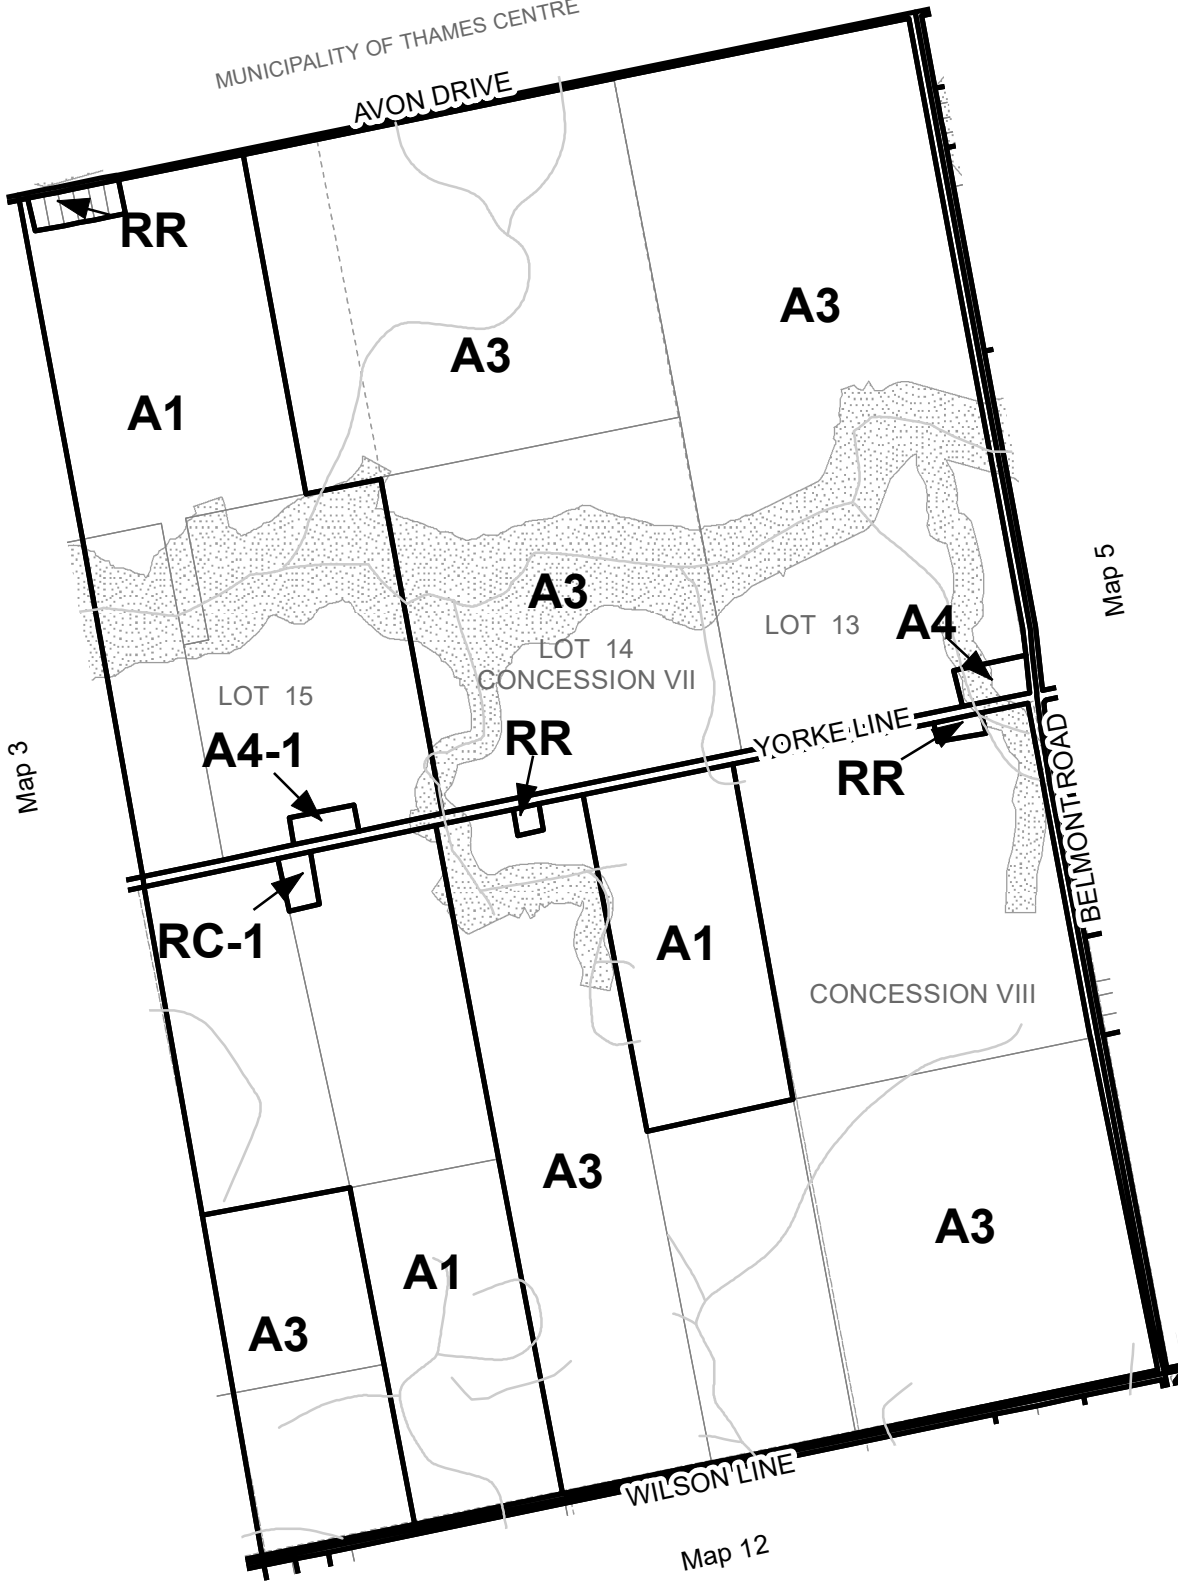 MUNICIPALITY OF THAMES CENTRE
AVON DRIVE
RR
A3
A3
A1
Map 5
A3
A4
LOT 13
LOT 14
CONCESSION VII
LOT 15
YORKE LINE
RR
A4-1
RR
Map 3
BELMONT ROAD
RC-1
A1
CONCESSION VIII
A3
A3
A1
A3
WILSON LINE
Map 12